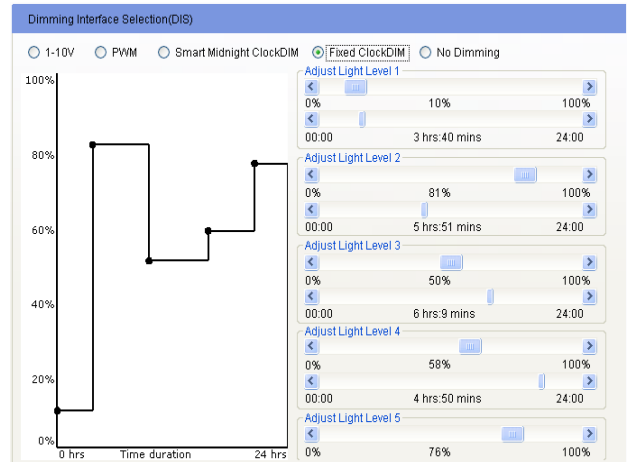 Dimming Interface Selection(DIS)
1-10V PWM Smart Midnight ClockDIM Fixed ClockDIM No Dimming
100%
80%
60%
40%
20%
0%
0 hrs Time duration 24 hrs
Adjust Light Level 1
0% 10% 100%
00:00 3 hrs:40 mins 24:00
Adjust Light Level 2
0% 81% 100%
00:00 5 hrs:51 mins 24:00
Adjust Light Level 3
0% 50% 100%
00:00 6 hrs:9 mins 24:00
Adjust Light Level 4
0% 58% 100%
00:00 4 hrs:50 mins 24:00
Adjust Light Level 5
0% 76% 100%